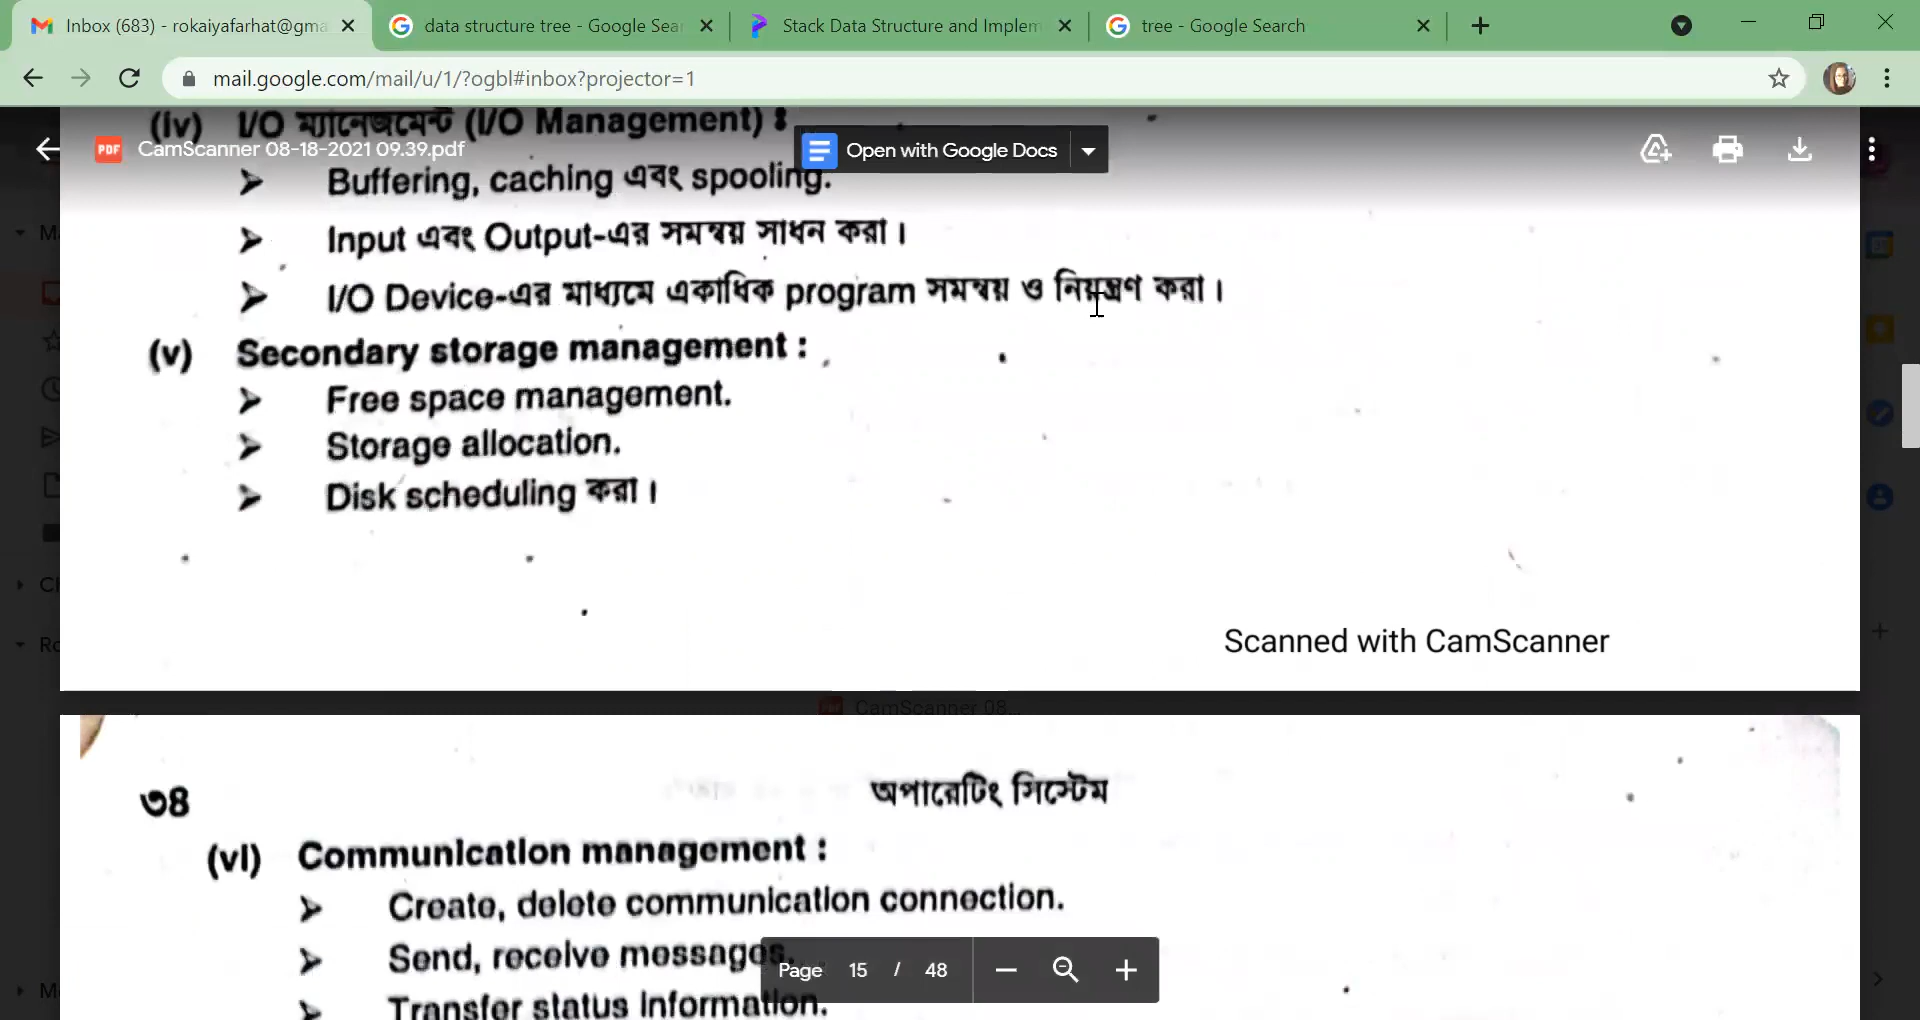 Inbox (683) - rokaiyafarhat@gma
data structure tree - Google Sear
Stack Data Structure and Implem
tree - Google Search
mail.google.com/mail/u/1/?ogbl#inbox?projector=1
(iv) I/O ম্যানেজমেন্ট (I/O Management) :
CamScanner 08-18-2021 09.39.pdf
Open with Google Docs
➤ Buffering, caching এবং spooling.
➤ Input এবং Output-এর সমন্বয় সাধন করা।
➤ I/O Device-এর মাধ্যমে একাধিক program সমন্বয় ও নিয়ন্ত্রণ করা।
(v) Secondary storage management :
➤ Free space management.
➤ Storage allocation.
➤ Disk scheduling করা।
Scanned with CamScanner
CamScanner 08...
৩৪ অপারেটিং সিস্টেম
(vi) Communication management :
➤ Create, delete communication connection.
➤ Send, receive messages.
➤ Transfer status information.
Page 15 / 48